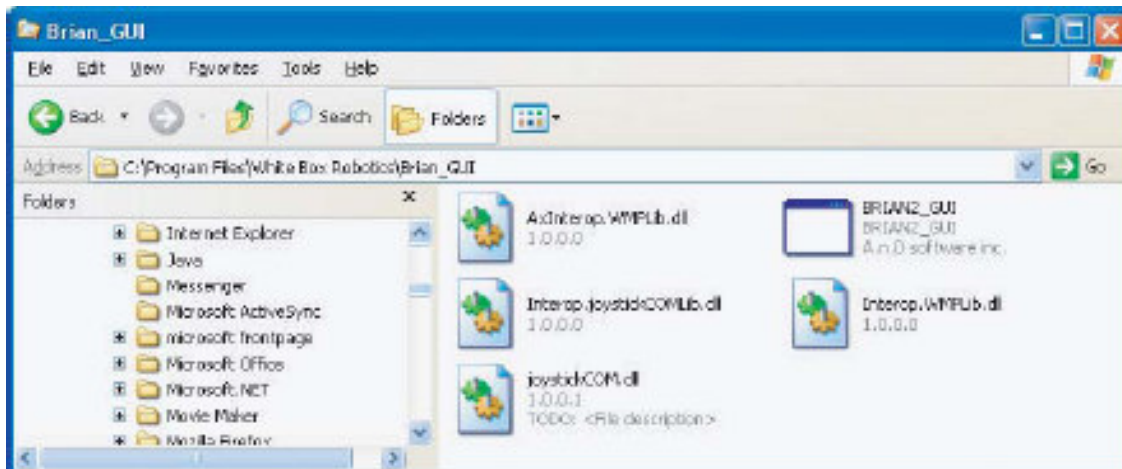 Brian_GUI
File Edit View Favorites Tools Help
Back Search Folders
Address C:\Program Files\White Box Robotics\Brian_GUI Go
Folders
Internet Explorer
Java
Messenger
Microsoft ActiveSync
microsoft frontpage
Microsoft Office
Microsoft.NET
Movie Maker
Mozilla Firefox
AxInterop.WMPLib.dll
1.0.0.0
BRIAN2_GUI
BRIAN2_GUI
A.n.D software inc.
Interop.joystickCOMLib.dll
1.0.0.0
Interop.WMPLib.dll
1.0.0.0
joystickCOM.dll
1.0.0.1
TODO: <File description>